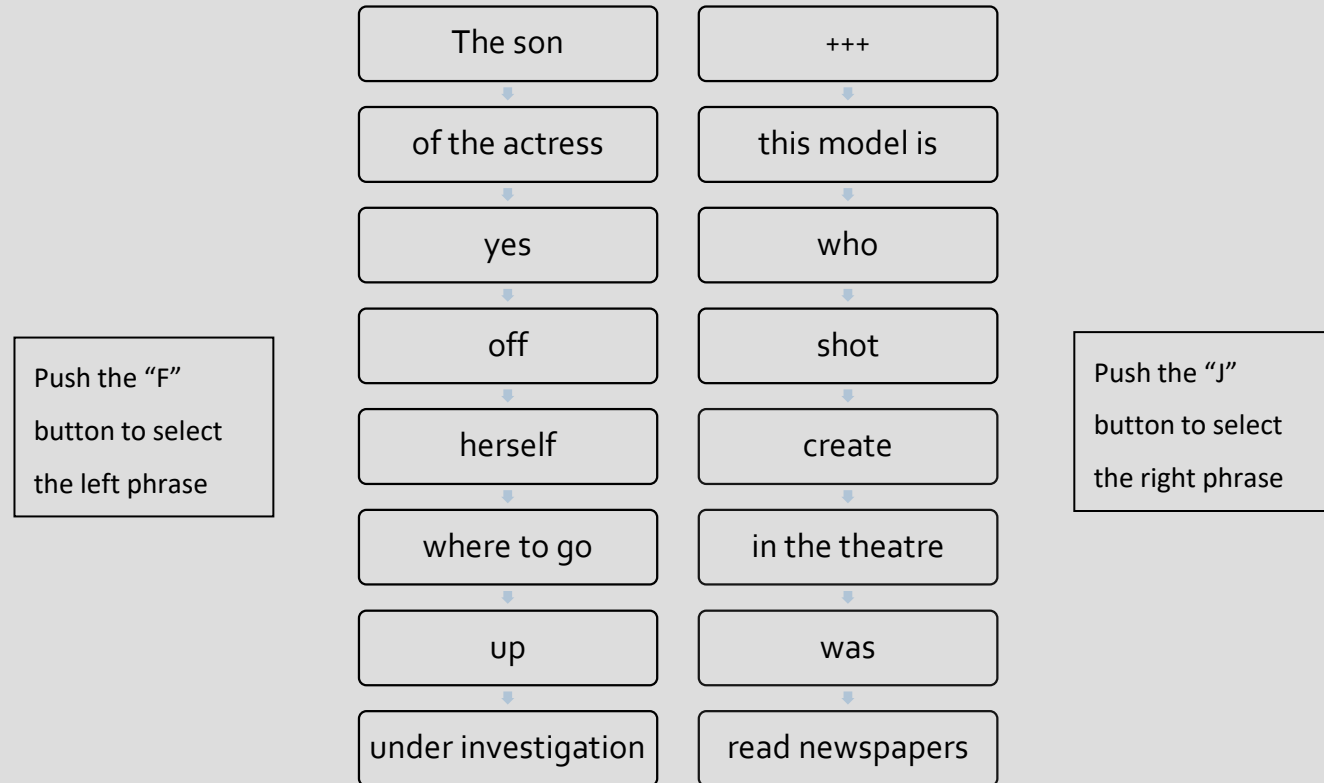 The son
+++
of the actress
this model is
yes
who
off
shot
herself
create
where to go
in the theatre
up
was
under investigation
read newspapers
Push the “F”
button to select
the left phrase
Push the “J”
button to select
the right phrase